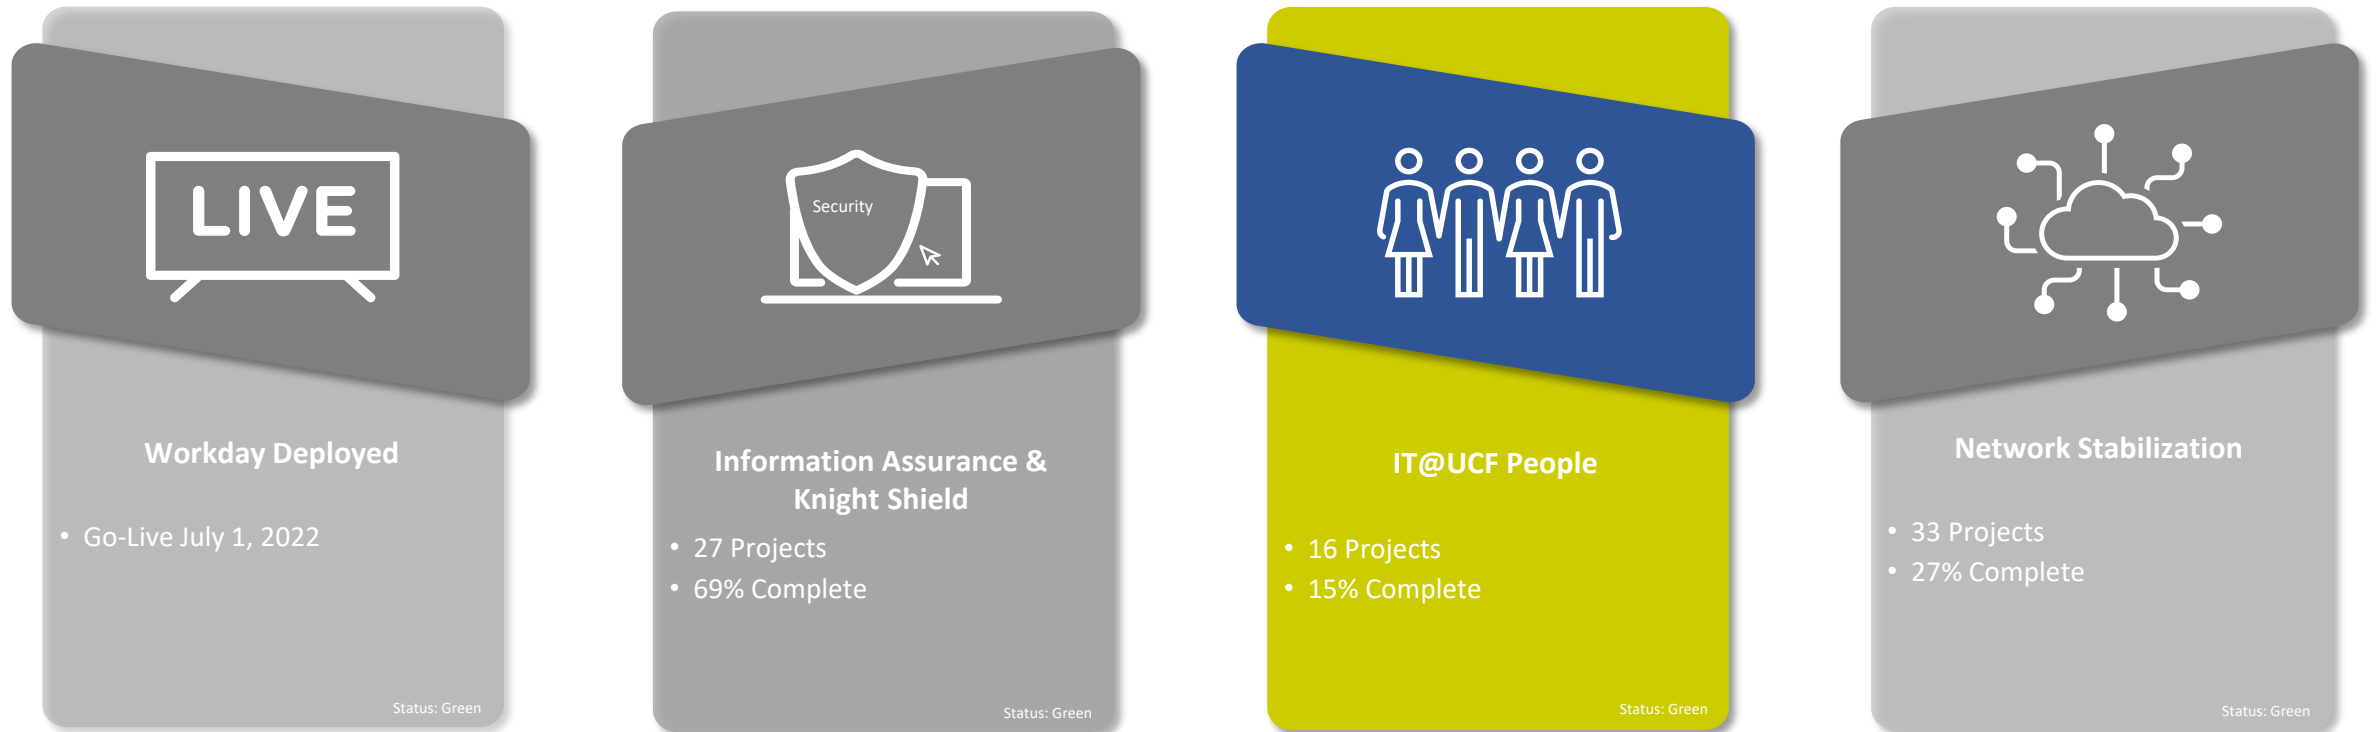 LIVE
Workday Deployed
• Go-Live July 1, 2022
Status: Green
Security
Information Assurance &
Knight Shield
• 27 Projects
• 69% Complete
Status: Green
IT@UCF People
• 16 Projects
• 15% Complete
Status: Green
Network Stabilization
• 33 Projects
• 27% Complete
Status: Green